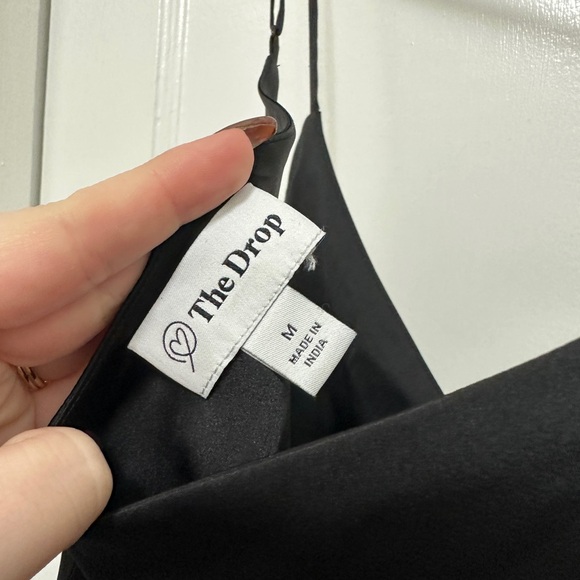 The Drop
M
MADE IN
INDIA